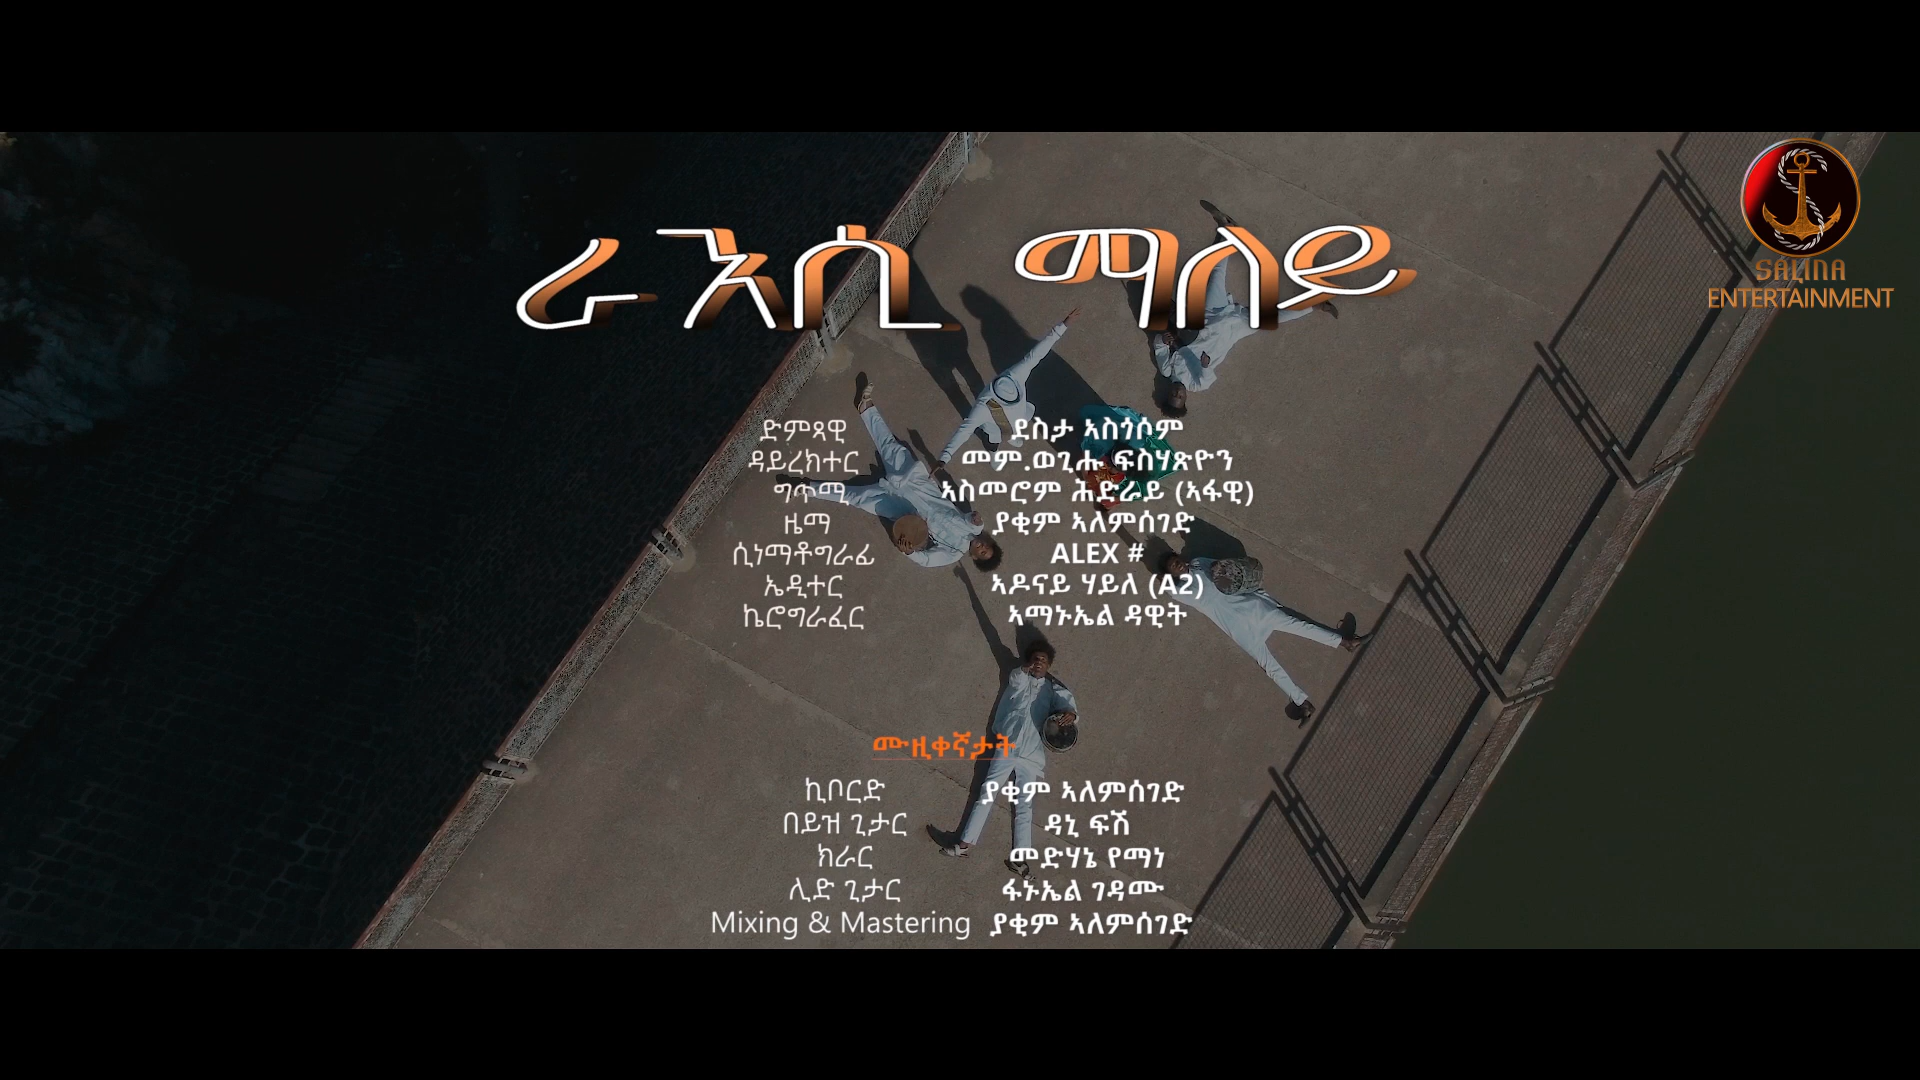 ራእሲ ማለይ
SALINA
ENTERTAINMENT
ድምጻዊ ደስታ ኣስጎሶም
ዳይረክተር መም.ወጊሑ ፍስሃጽዮን
ግጥሚ ኣስመሮም ሕድራይ (ኣፋዊ)
ዜማ ያቂም ኣለምሰገድ
ሲነማቶግራፊ ALEX #
ኤዲተር ኣዶናይ ሃይለ (A2)
ኬሮግራፈር ኣማኑኤል ዳዊት
ሙዚቀኛታት
ኪቦርድ ያቂም ኣለምሰገድ
በይዝ ጊታር ዳኒ ፍሽ
ክራር መድሃኔ የማነ
ሊድ ጊታር ፋኑኤል ገዳሙ
Mixing & Mastering ያቂም ኣለምሰገድ